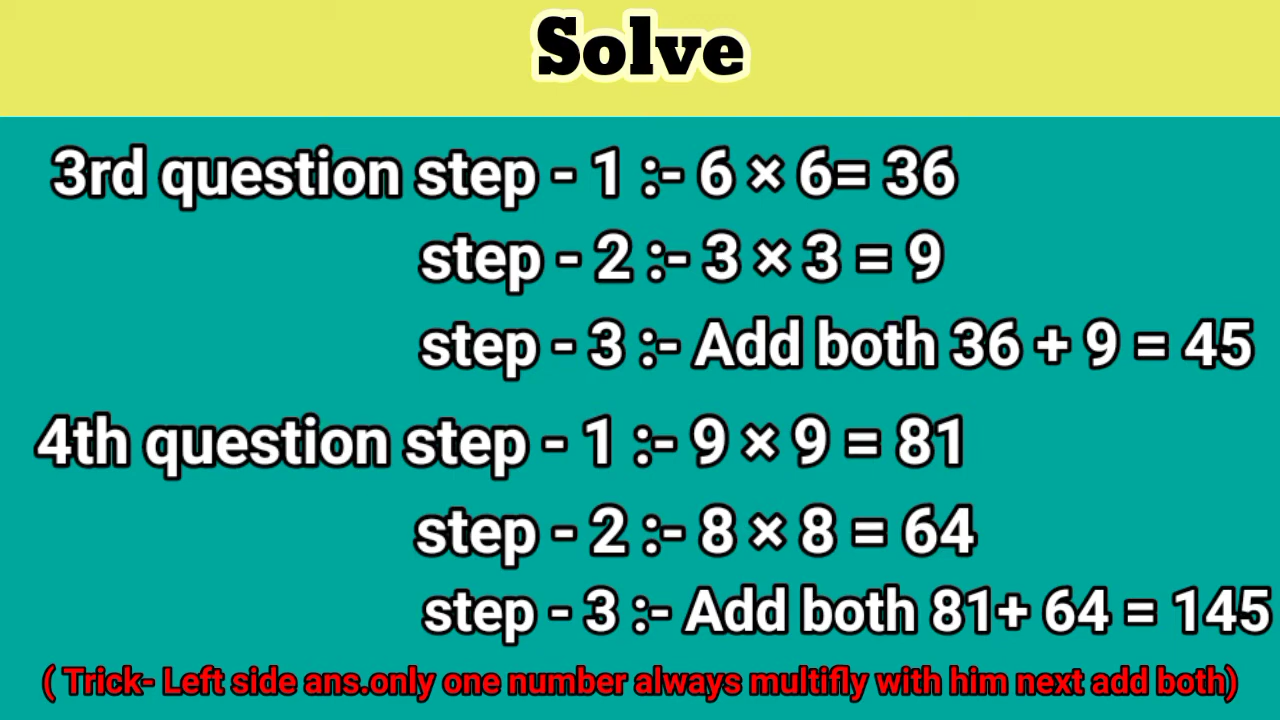 Solve
3rd question step - 1 :- 6 × 6= 36
step - 2 :- 3 × 3 = 9
step - 3 :- Add both 36 + 9 = 45
4th question step - 1 :- 9 × 9 = 81
step - 2 :- 8 × 8 = 64
step - 3 :- Add both 81+ 64 = 145
( Trick- Left side ans.only one number always multifly with him next add both)